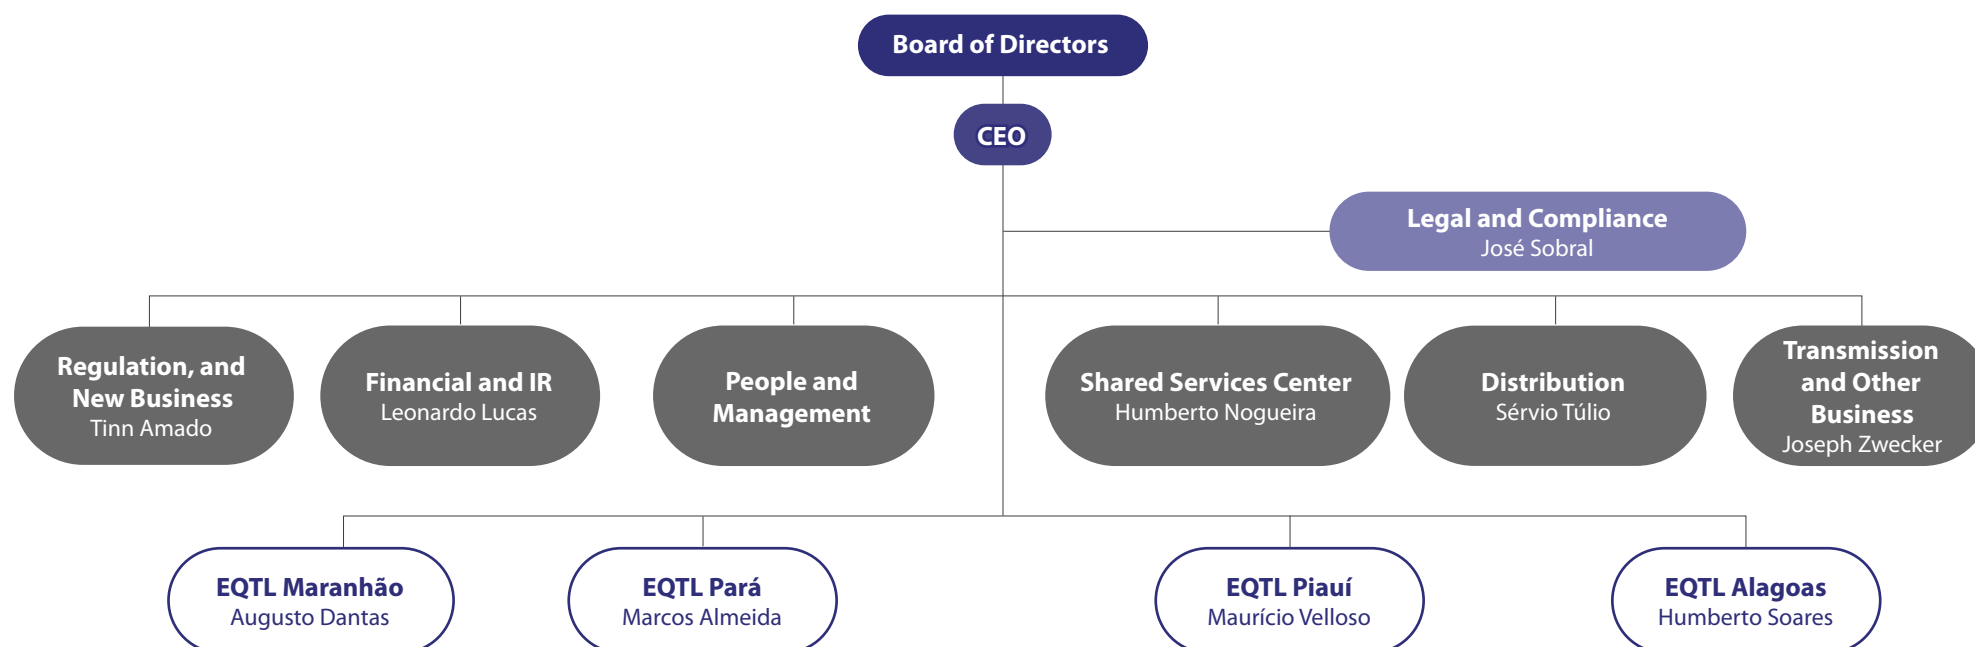 Board of Directors
CEO
Legal and Compliance
José Sobral
Regulation, and
New Business
Tinn Amado
Financial and IR
Leonardo Lucas
People and
Management
Shared Services Center
Humberto Nogueira
Distribution
Sérvio Túlio
Transmission
and Other
Business
Joseph Zwecker
EQTL Maranhão
Augusto Dantas
EQTL Pará
Marcos Almeida
EQTL Piauí
Maurício Velloso
EQTL Alagoas
Humberto Soares